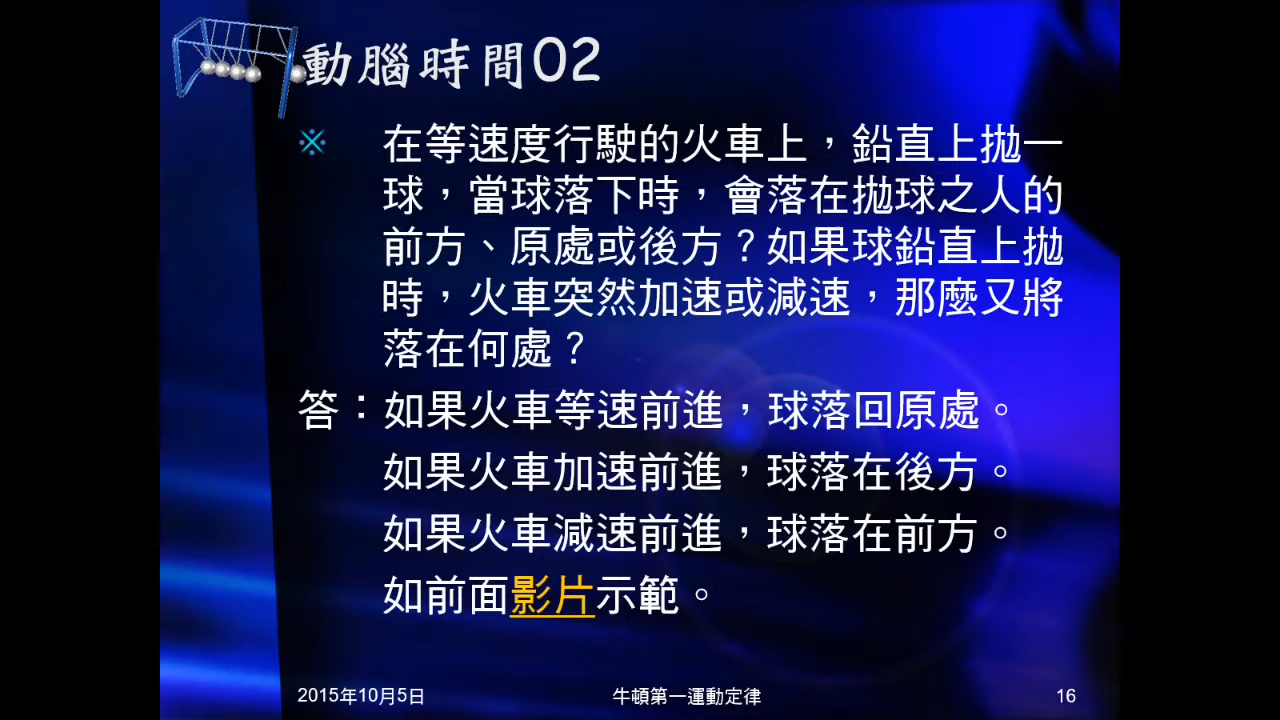 動腦時間02
※ 在等速度行駛的火車上，鉛直上拋一
球，當球落下時，會落在拋球之人的
前方、原處或後方？如果球鉛直上拋
時，火車突然加速或減速，那麼又將
落在何處？
答：如果火車等速前進，球落回原處。
如果火車加速前進，球落在後方。
如果火車減速前進，球落在前方。
如前面影片示範。
2015年10月5日
牛頓第一運動定律
16